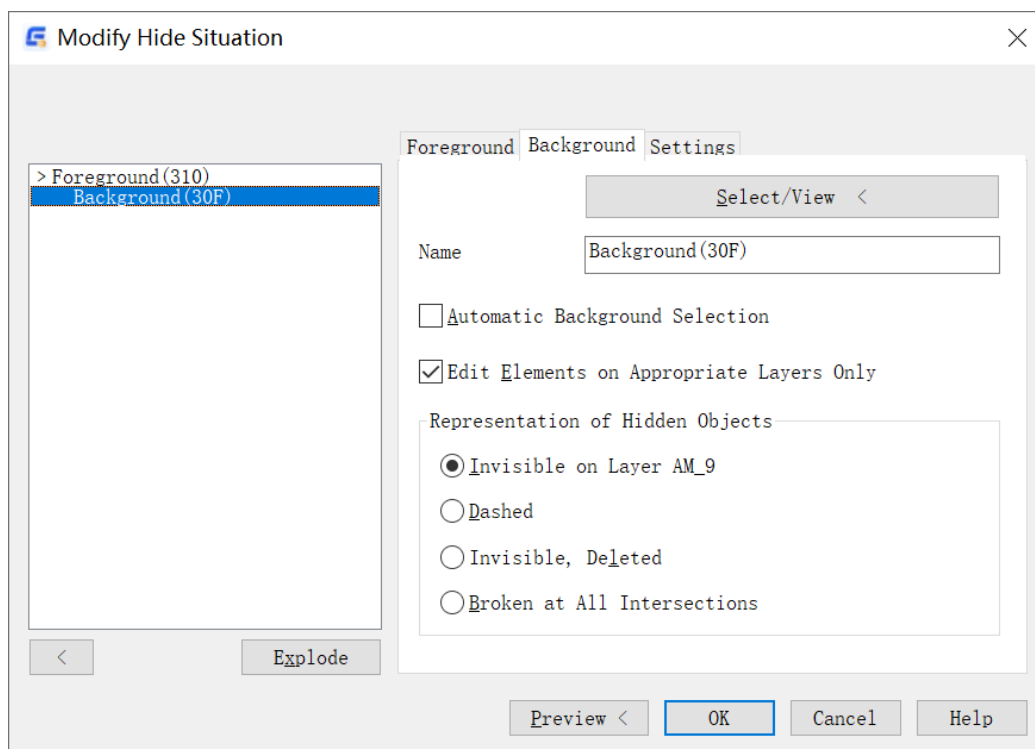 Modify Hide Situation
Foreground Background Settings
> Foreground(310)
Background(30F)
Select/View <
Name Background(30F)
Automatic Background Selection
Edit Elements on Appropriate Layers Only
Representation of Hidden Objects
Invisible on Layer AM_9
Dashed
Invisible, Deleted
Broken at All Intersections
< Explode
Preview < OK Cancel Help